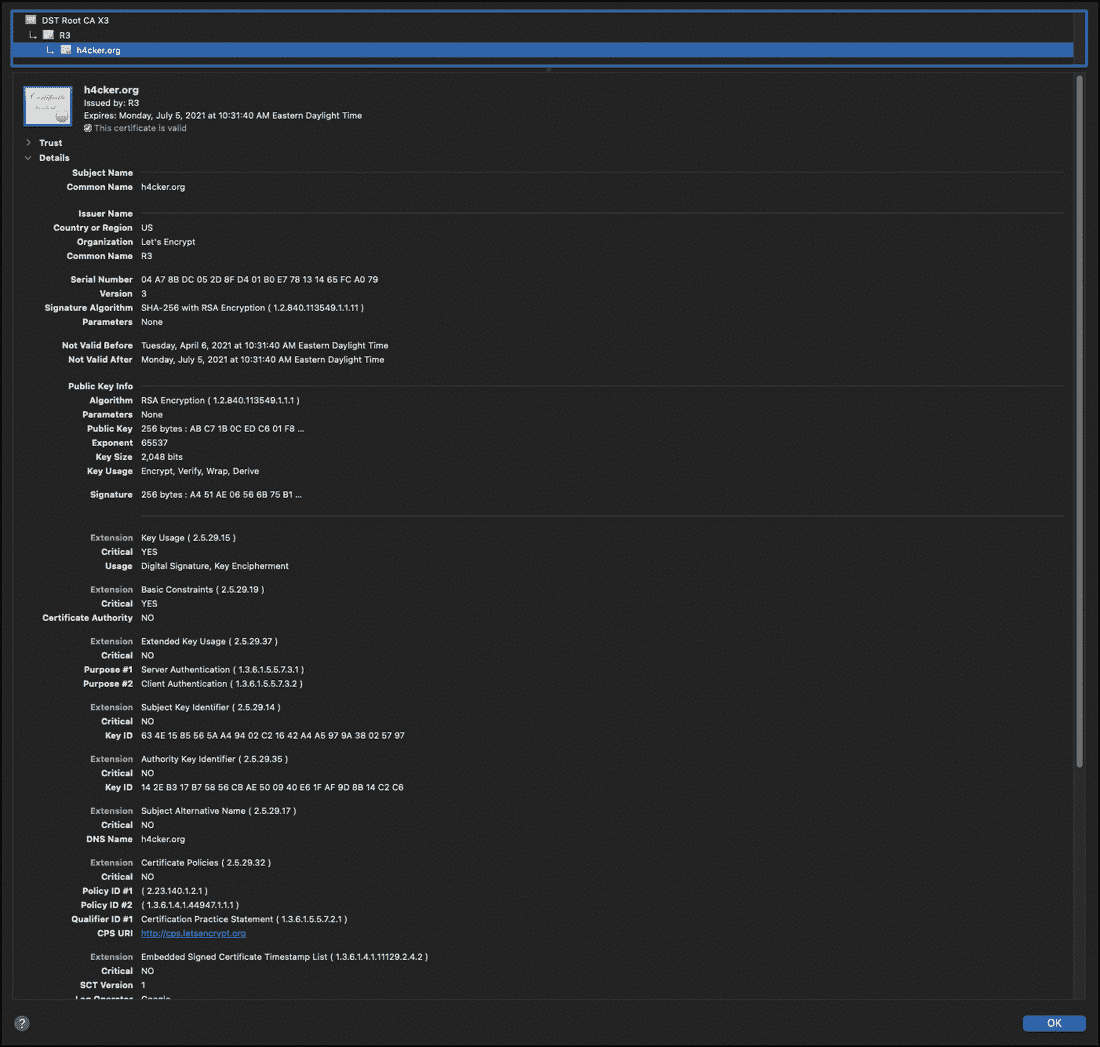 DST Root CA X3
R3
h4cker.org
h4cker.org
Issued by: R3
Expires: Monday, July 5, 2021 at 10:31:40 AM Eastern Daylight Time
This certificate is valid
Trust
Details
Subject Name
Common Name h4cker.org
Issuer Name
Country or Region US
Organization Let's Encrypt
Common Name R3
Serial Number 04 A7 8B DC 05 2D 8F D4 01 B0 E7 78 13 14 65 FC A0 79
Version 3
Signature Algorithm SHA-256 with RSA Encryption ( 1.2.840.113549.1.1.11 )
Parameters None
Not Valid Before Tuesday, April 6, 2021 at 10:31:40 AM Eastern Daylight Time
Not Valid After Monday, July 5, 2021 at 10:31:40 AM Eastern Daylight Time
Public Key Info
Algorithm RSA Encryption ( 1.2.840.113549.1.1.1 )
Parameters None
Public Key 256 bytes : AB C7 1B 0C ED C6 01 F8 ...
Exponent 65537
Key Size 2,048 bits
Key Usage Encrypt, Verify, Wrap, Derive
Signature 256 bytes : A4 51 AE 06 56 6B 75 B1 ...
Extension Key Usage ( 2.5.29.15 )
Critical YES
Usage Digital Signature, Key Encipherment
Extension Basic Constraints ( 2.5.29.19 )
Critical YES
Certificate Authority NO
Extension Extended Key Usage ( 2.5.29.37 )
Critical NO
Purpose #1 Server Authentication ( 1.3.6.1.5.5.7.3.1 )
Purpose #2 Client Authentication ( 1.3.6.1.5.5.7.3.2 )
Extension Subject Key Identifier ( 2.5.29.14 )
Critical NO
Key ID 63 4E 15 85 56 5A A4 94 02 C2 16 42 A4 A5 97 9A 38 02 57 97
Extension Authority Key Identifier ( 2.5.29.35 )
Critical NO
Key ID 14 2E B3 17 B7 58 56 CB AE 50 09 40 E6 1F AF 9D 8B 14 C2 C6
Extension Subject Alternative Name ( 2.5.29.17 )
Critical NO
DNS Name h4cker.org
Extension Certificate Policies ( 2.5.29.32 )
Critical NO
Policy ID #1 ( 2.23.140.1.2.1 )
Policy ID #2 ( 1.3.6.1.4.1.44947.1.1.1 )
Qualifier ID #1 Certification Practice Statement ( 1.3.6.1.5.5.7.2.1 )
CPS URI http://cps.letsencrypt.org
Extension Embedded Signed Certificate Timestamp List ( 1.3.6.1.4.1.11129.2.4.2 )
Critical NO
SCT Version 1
Log Operator Google
?
OK